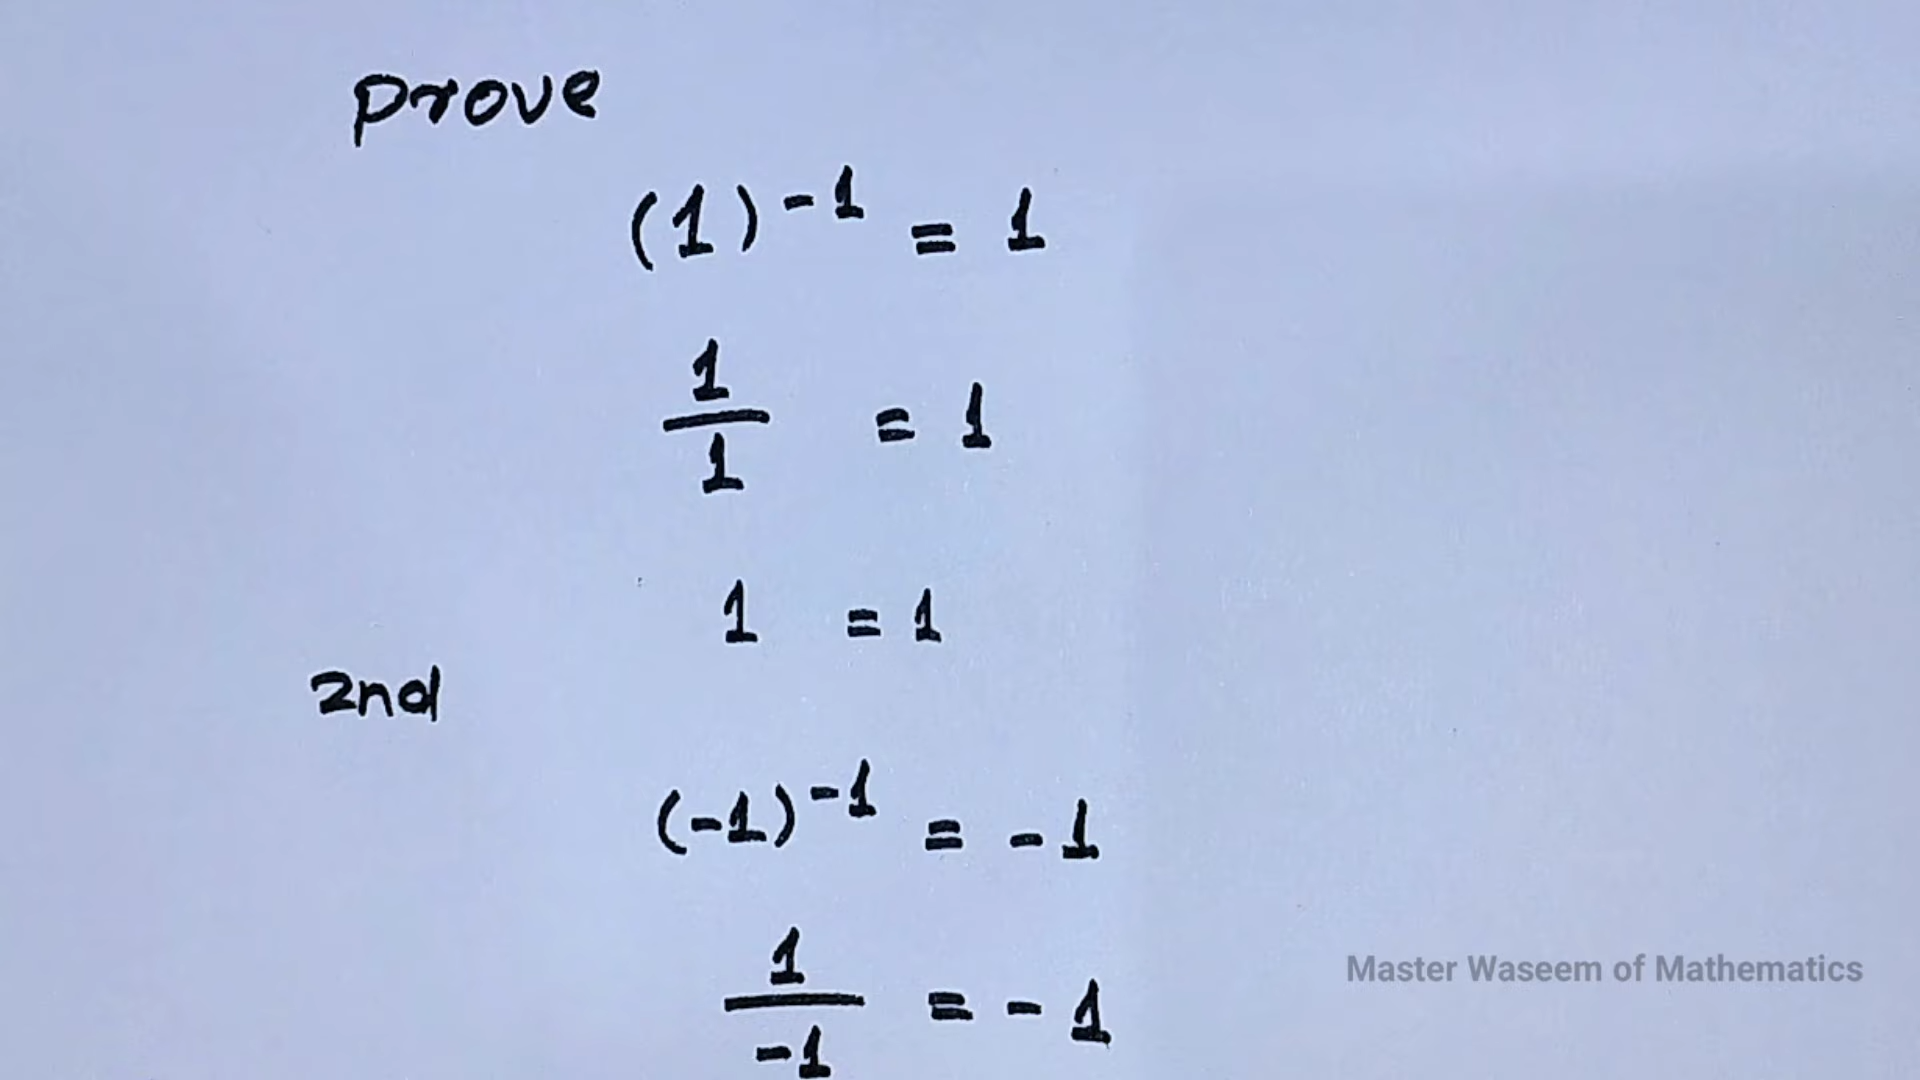 prove
(1)⁻¹ = 1
1/1 = 1
1 = 1
2nd
(-1)⁻¹ = -1
1/-1 = -1
Master Waseem of Mathematics